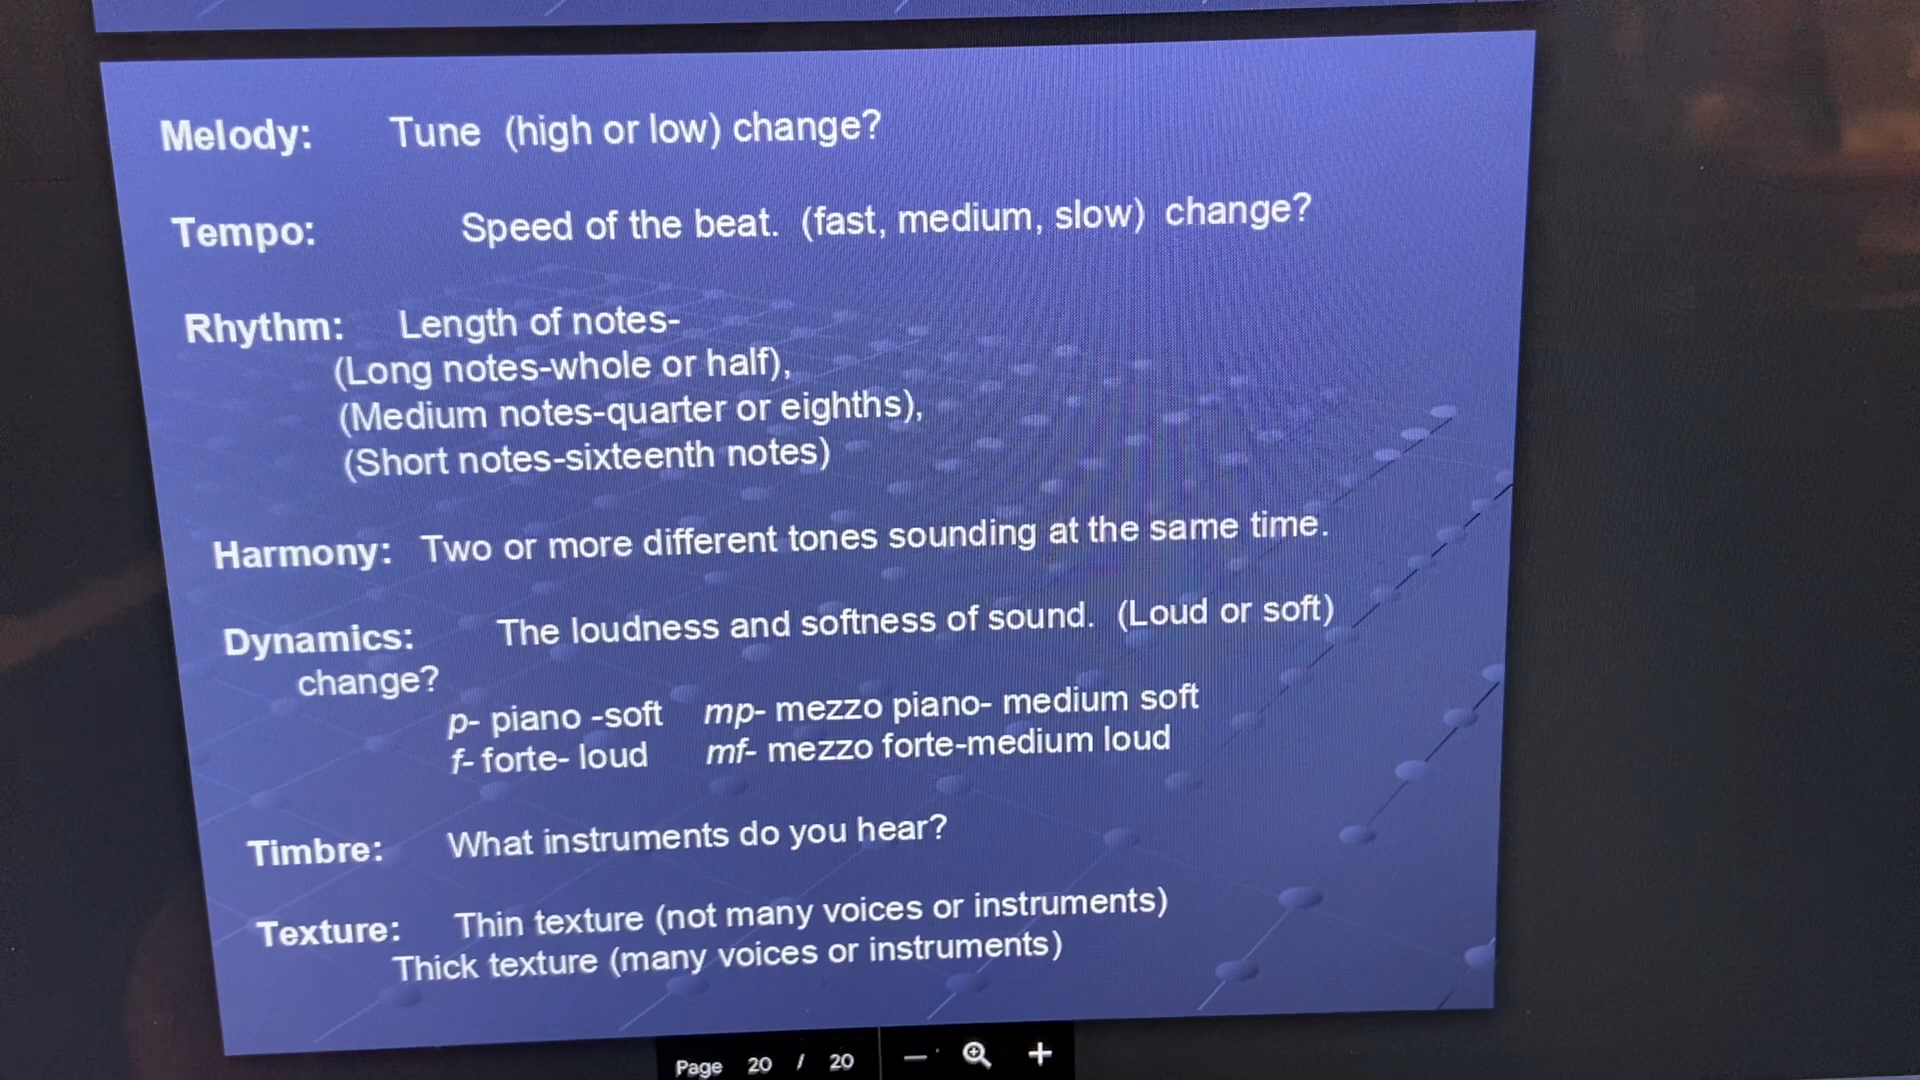 Melody: Tune (high or low) change?
Tempo: Speed of the beat. (fast, medium, slow) change?
Rhythm: Length of notes-
(Long notes-whole or half),
(Medium notes-quarter or eighths),
(Short notes-sixteenth notes)
Harmony: Two or more different tones sounding at the same time.
Dynamics: The loudness and softness of sound. (Loud or soft)
change?
p- piano -soft mp- mezzo piano- medium soft
f- forte- loud mf- mezzo forte-medium loud
Timbre: What instruments do you hear?
Texture: Thin texture (not many voices or instruments)
Thick texture (many voices or instruments)
Page 20 / 20